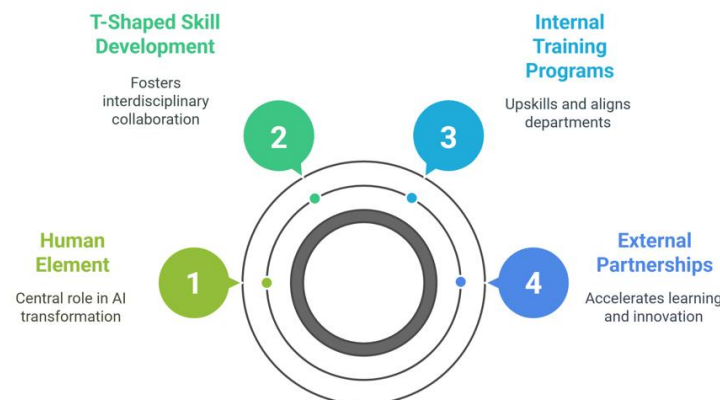 Human
Element
Central role in AI
transformation
1
T-Shaped Skill
Development
Fosters
interdisciplinary
collaboration
2
Internal
Training
Programs
Upskills and aligns
departments
3
External
Partnerships
Accelerates learning
and innovation
4